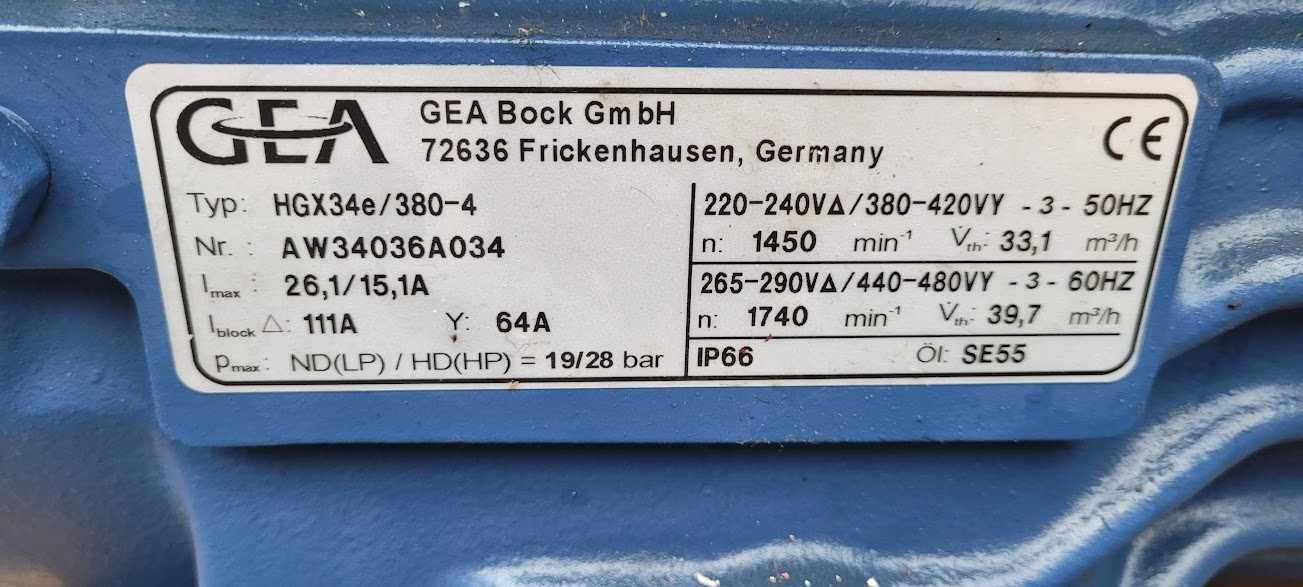 GEA
GEA Bock GmbH
72636 Frickenhausen, Germany
CE
Typ: HGX34e/380-4
Nr. : AW34036A034
Imax : 26,1/15,1A
Iblock △: 111A Y: 64A
pmax: ND(LP) / HD(HP) = 19/28 bar
220-240V∆/380-420VY - 3 - 50HZ
n: 1450 min⁻¹ V̇th: 33,1 m³/h
265-290V∆/440-480VY - 3 - 60HZ
n: 1740 min⁻¹ V̇th: 39,7 m³/h
IP66 Öl: SE55